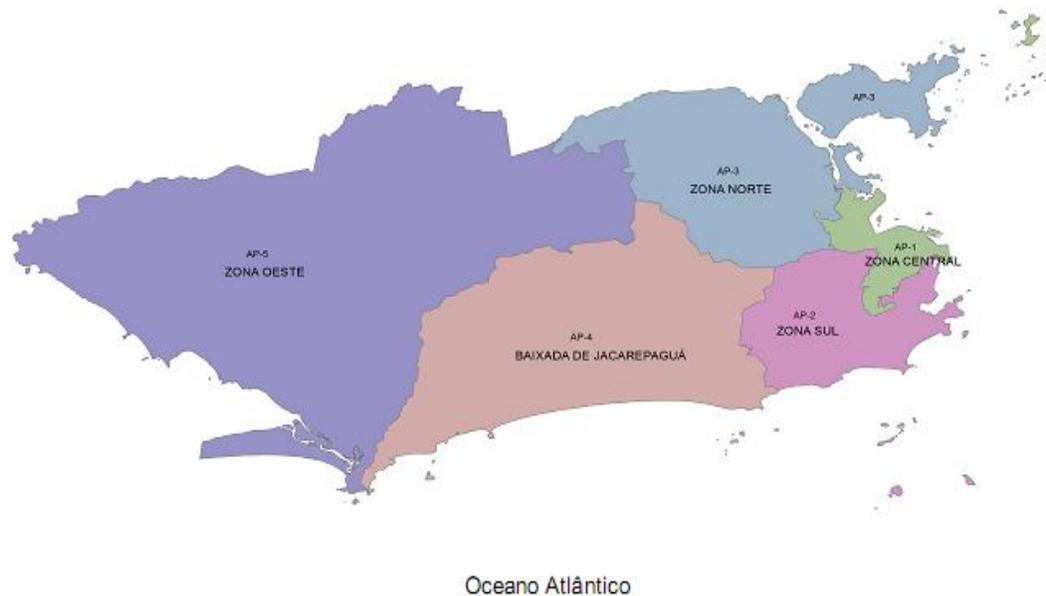 AP-3
AP-3
ZONA NORTE
AP-1
ZONA CENTRAL
AP-5
ZONA OESTE
AP-2
ZONA SUL
AP-4
BAIXADA DE JACAREPAGUÁ
Oceano Atlântico